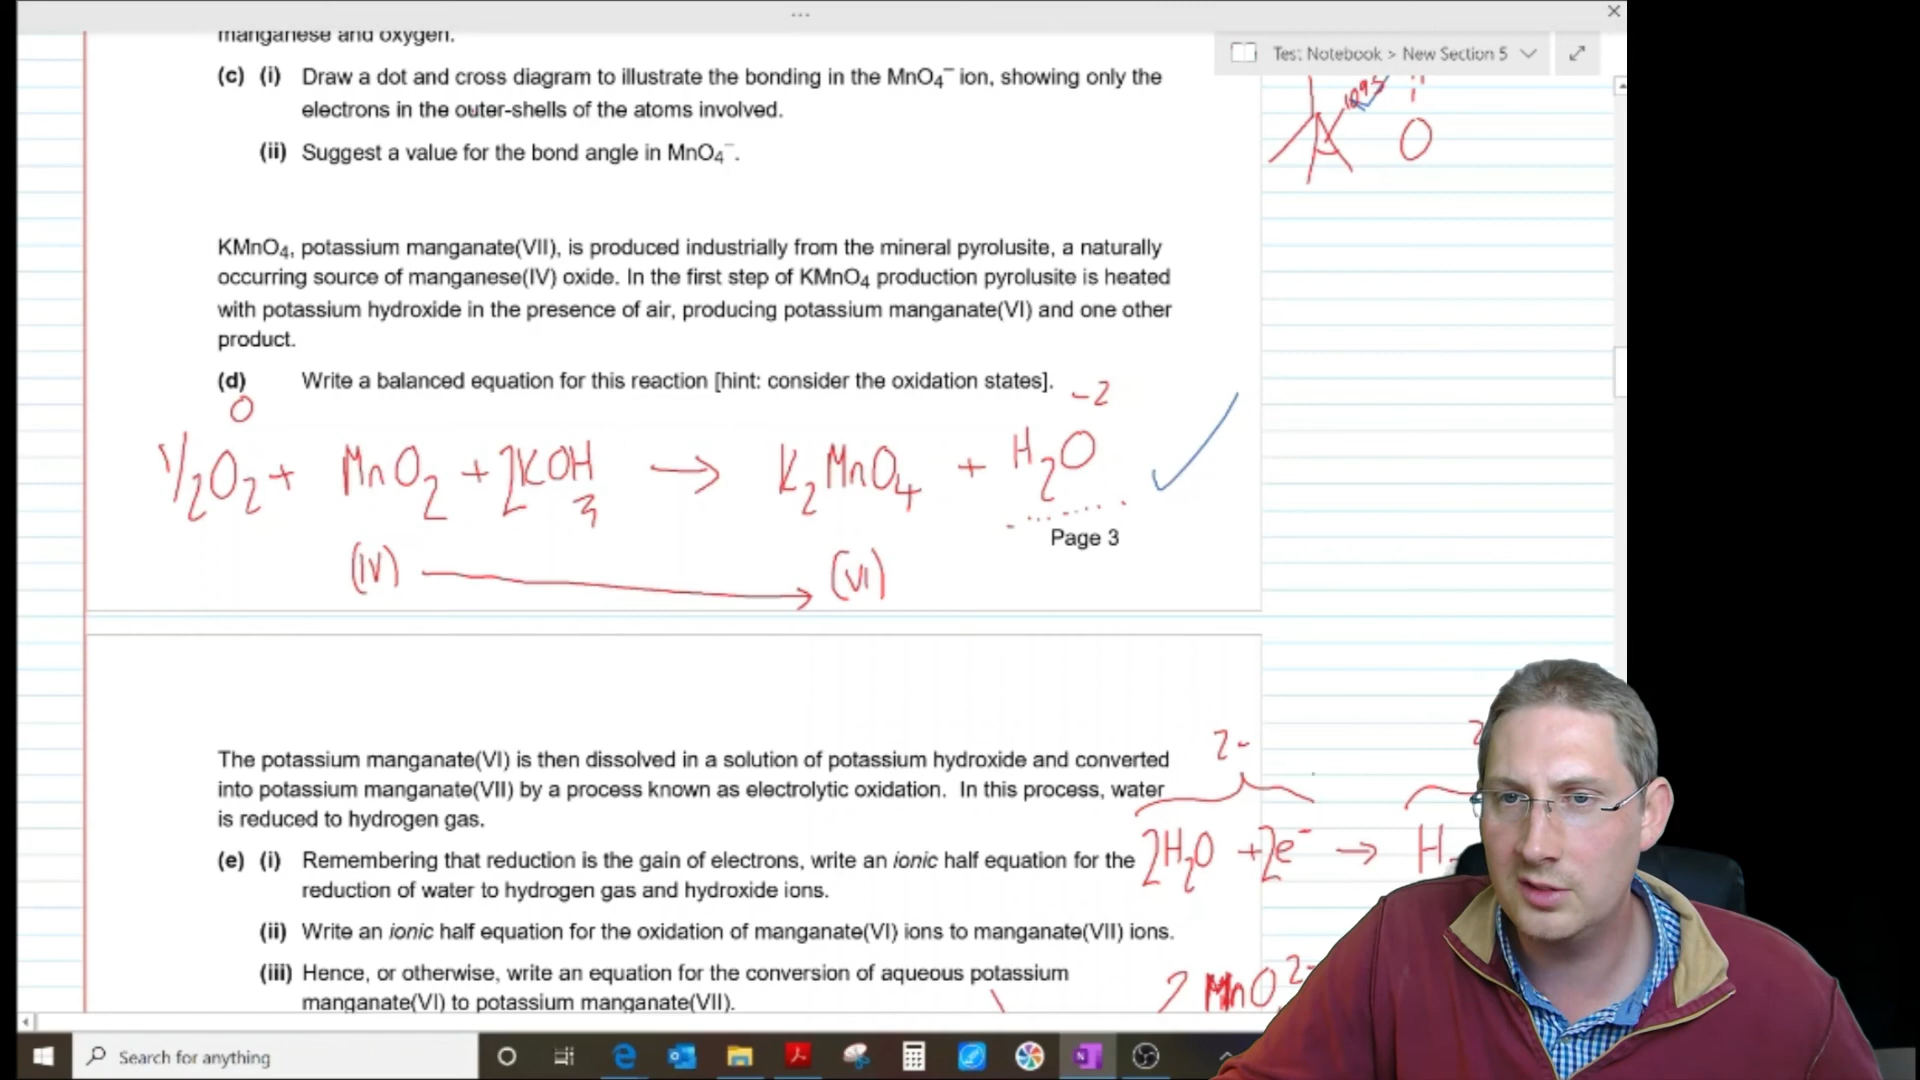 manganese and oxygen.
Test Notebook > New Section 5
(c) (i) Draw a dot and cross diagram to illustrate the bonding in the MnO₄⁻ ion, showing only the
electrons in the outer-shells of the atoms involved.
109.5
(ii) Suggest a value for the bond angle in MnO₄⁻.
O
KMnO₄, potassium manganate(VII), is produced industrially from the mineral pyrolusite, a naturally
occurring source of manganese(IV) oxide. In the first step of KMnO₄ production pyrolusite is heated
with potassium hydroxide in the presence of air, producing potassium manganate(VI) and one other
product.
(d) Write a balanced equation for this reaction [hint: consider the oxidation states].
0 -2
1/2O₂ + MnO₂ + 2KOH → K₂MnO₄ + H₂O
3
Page 3
(IV) (VI)
The potassium manganate(VI) is then dissolved in a solution of potassium hydroxide and converted
into potassium manganate(VII) by a process known as electrolytic oxidation. In this process, water
is reduced to hydrogen gas.
2-
(e) (i) Remembering that reduction is the gain of electrons, write an ionic half equation for the
reduction of water to hydrogen gas and hydroxide ions.
2H₂O + 2e⁻ → H
(ii) Write an ionic half equation for the oxidation of manganate(VI) ions to manganate(VII) ions.
(iii) Hence, or otherwise, write an equation for the conversion of aqueous potassium
manganate(VI) to potassium manganate(VII).
2 MnO 2-
Search for anything